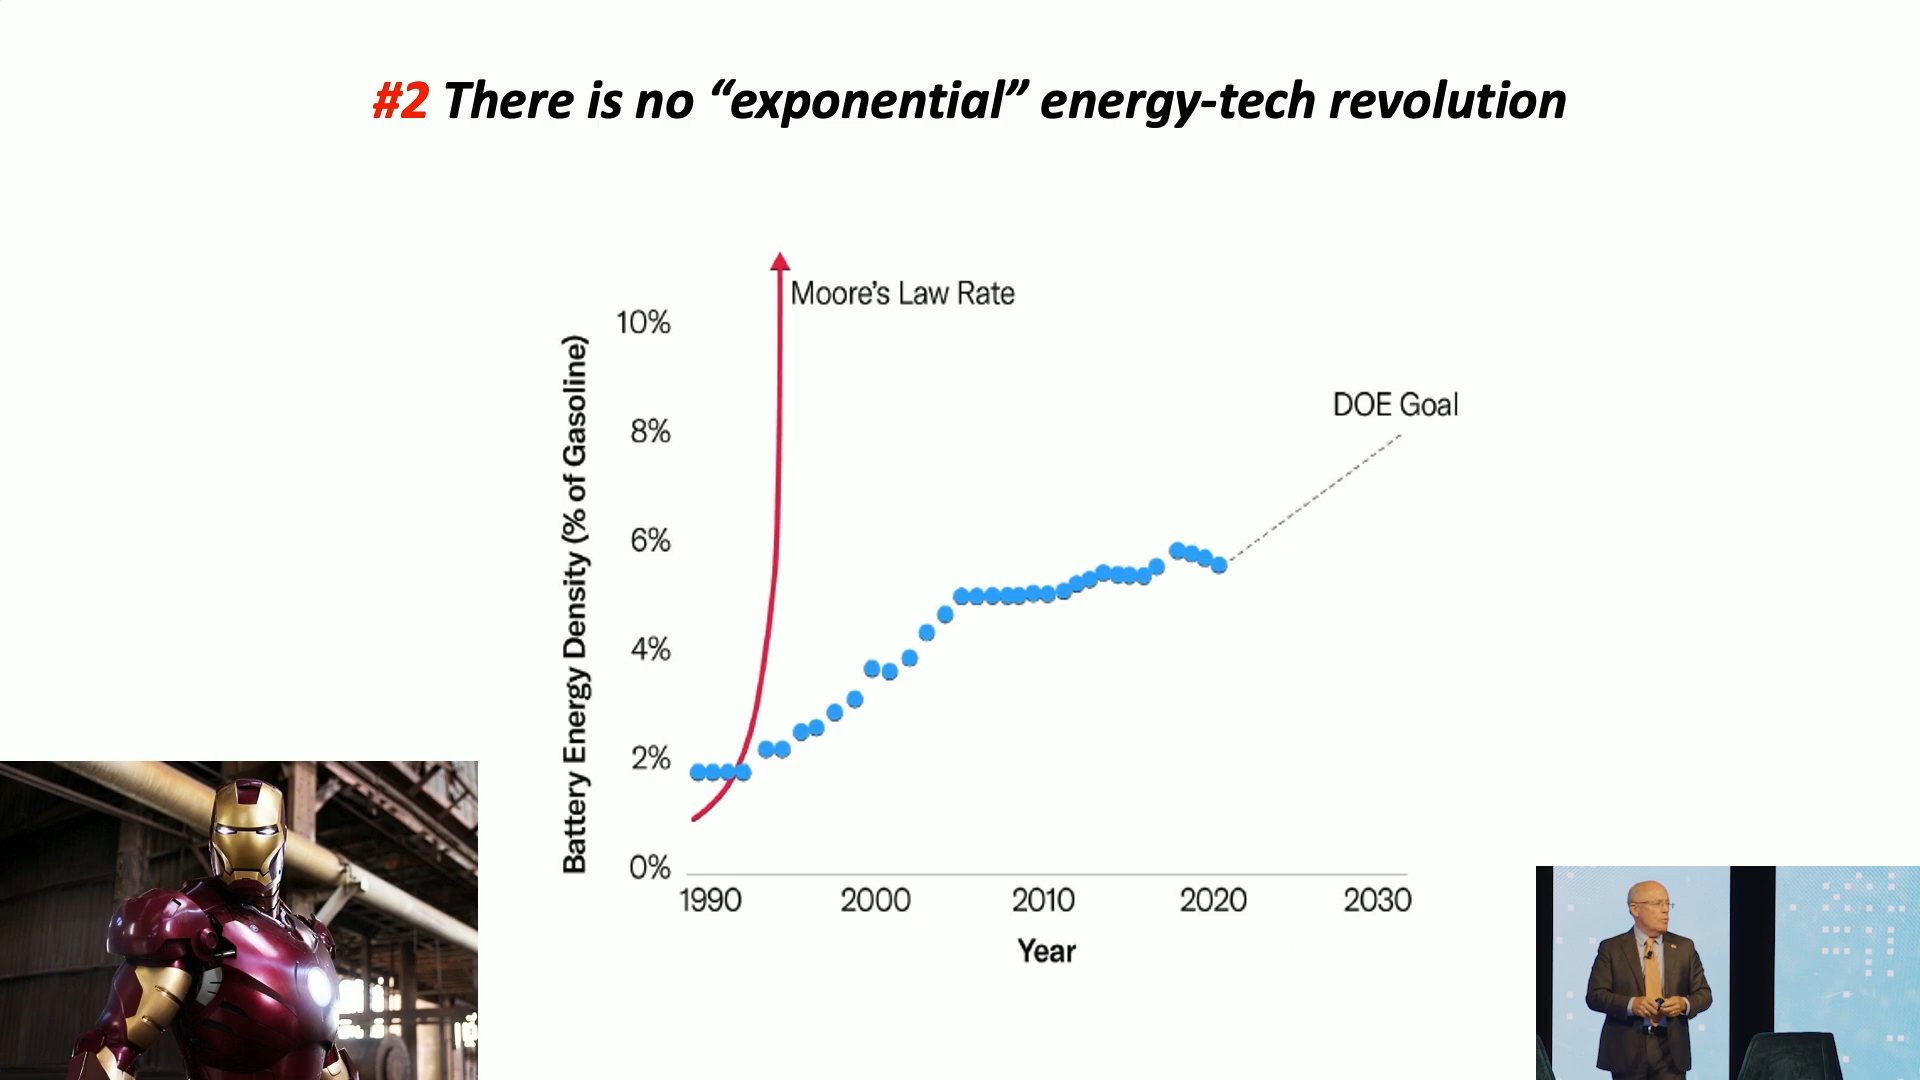 #2 There is no “exponential” energy-tech revolution
Moore’s Law Rate
DOE Goal
Battery Energy Density (% of Gasoline)
10%
8%
6%
4%
2%
0%
1990 2000 2010 2020 2030
Year